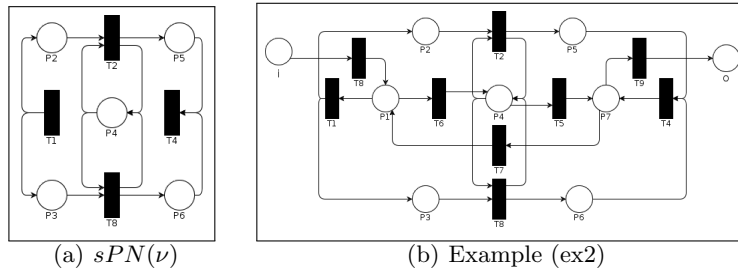 P2 T2 P5
T1 P4 T4
P3 T8 P6
(a) sPN(ν)
i T8 P2 T2 P5 T9 O
T1 P1 T6 P4 T5 P7 T4
T7
P3 T8 P6
(b) Example (ex2)